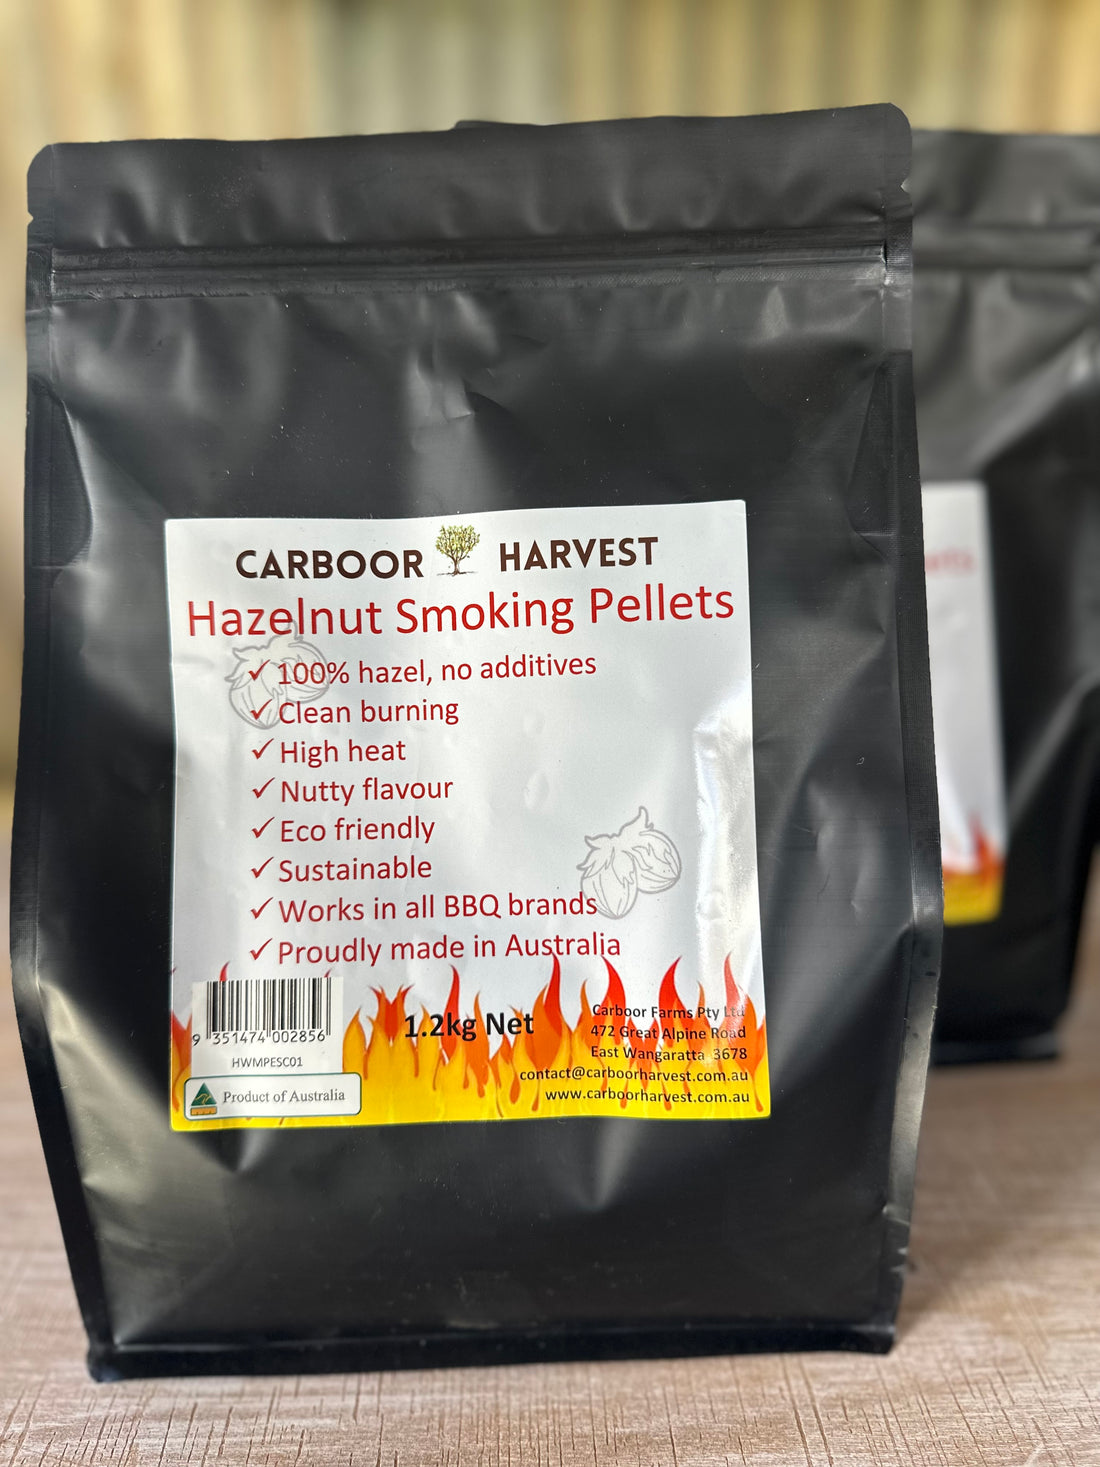 CARBOOR HARVEST
Hazelnut Smoking Pellets
✓ 100% hazel, no additives
✓ Clean burning
✓ High heat
✓ Nutty flavour
✓ Eco friendly
✓ Sustainable
✓ Works in all BBQ brands
✓ Proudly made in Australia
9 351474 002856
HWMPESC01
Product of Australia
1.2kg Net
Carboor Farms Pty Ltd
472 Great Alpine Road
East Wangaratta 3678
contact@carboorharvest.com.au
www.carboorharvest.com.au